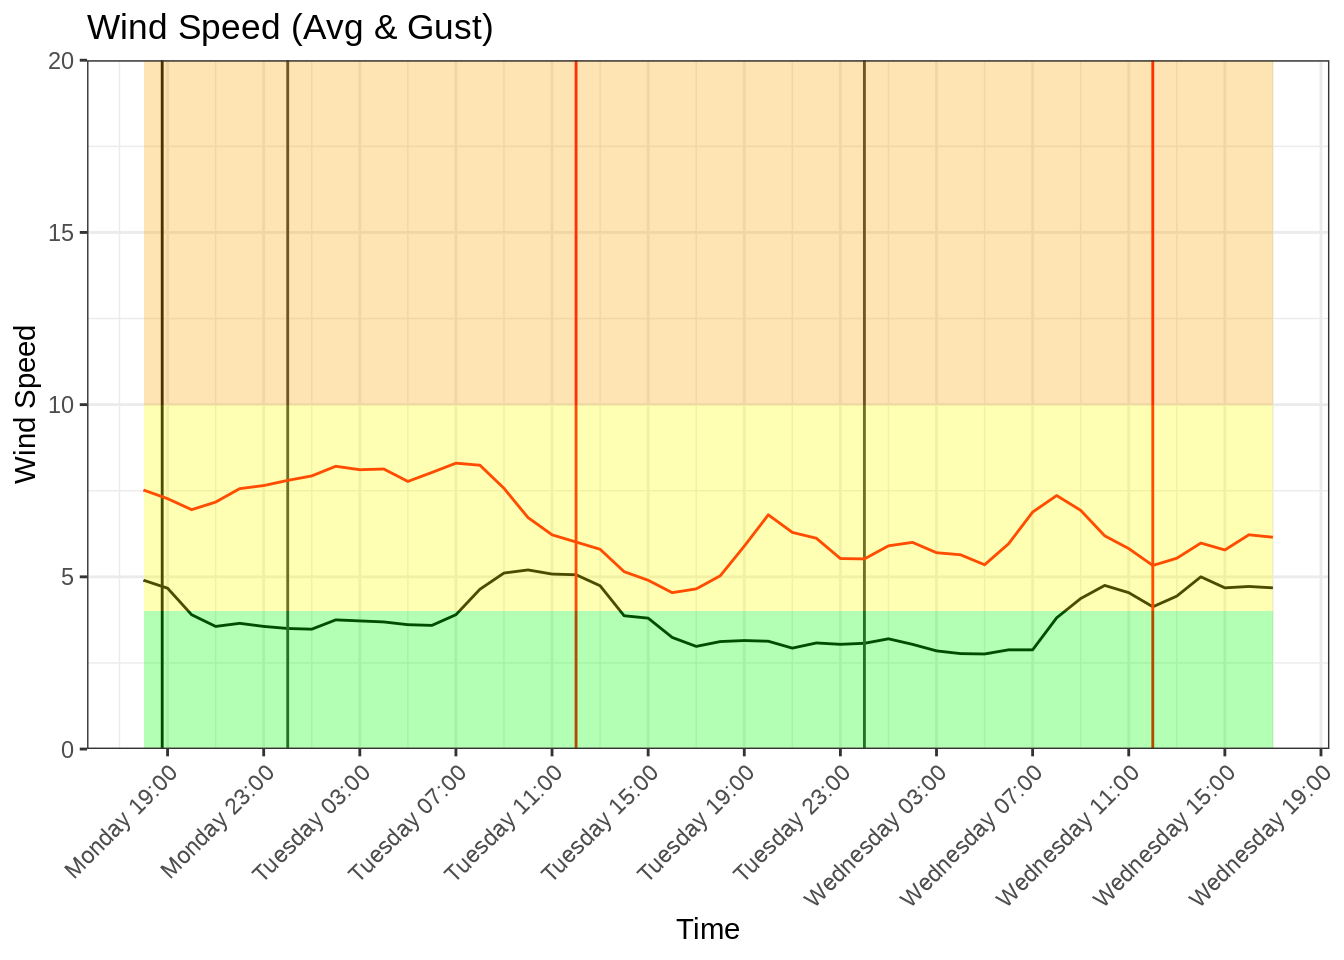 Wind Speed (Avg & Gust)
20
15
10
5
0
Wind Speed
Monday 19:00
Monday 23:00
Tuesday 03:00
Tuesday 07:00
Tuesday 11:00
Tuesday 15:00
Tuesday 19:00
Tuesday 23:00
Wednesday 03:00
Wednesday 07:00
Wednesday 11:00
Wednesday 15:00
Wednesday 19:00
Time